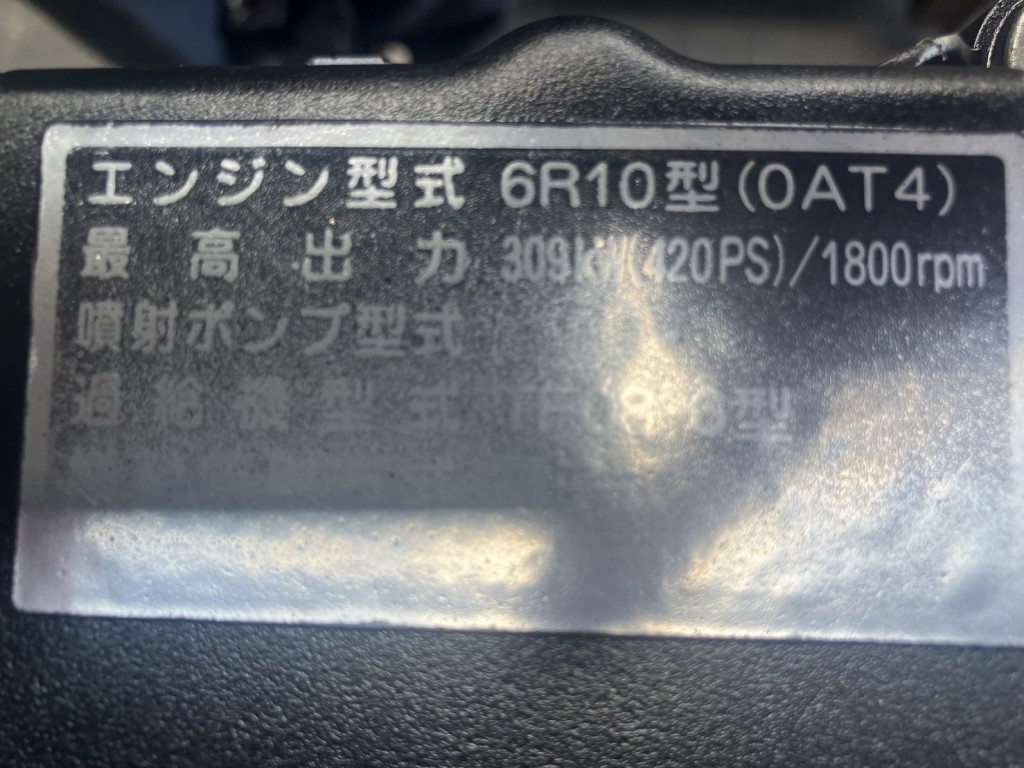 エンジン型式 6R10型(0AT4)
最高出力 309kW(420PS)/1800rpm
噴射ポンプ型式
過給機型式